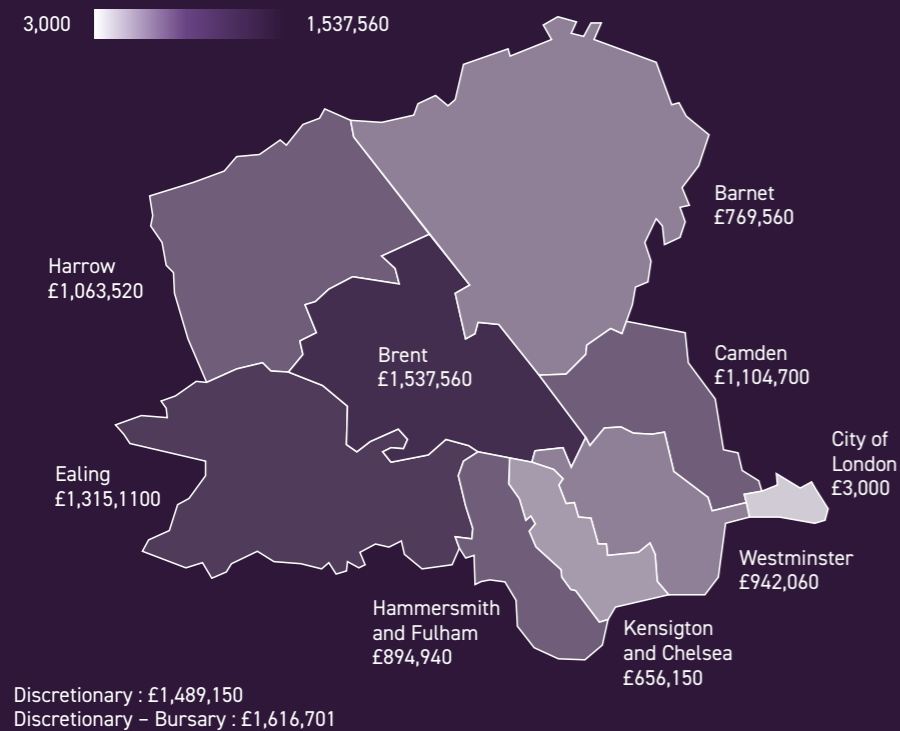 3,000 1,537,560
Barnet
£769,560
Harrow
£1,063,520
Brent
£1,537,560
Camden
£1,104,700
City of
London
£3,000
Ealing
£1,315,1100
Westminster
£942,060
Hammersmith
and Fulham
£894,940
Kensigton
and Chelsea
£656,150
Discretionary : £1,489,150
Discretionary – Bursary : £1,616,701